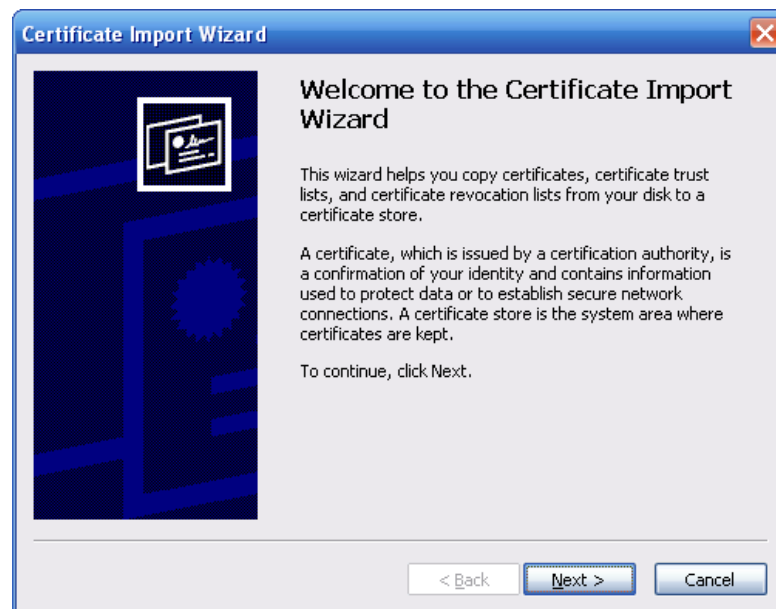 Certificate Import Wizard
Welcome to the Certificate Import
Wizard
This wizard helps you copy certificates, certificate trust
lists, and certificate revocation lists from your disk to a
certificate store.
A certificate, which is issued by a certification authority, is
a confirmation of your identity and contains information
used to protect data or to establish secure network
connections. A certificate store is the system area where
certificates are kept.
To continue, click Next.
< Back Next > Cancel